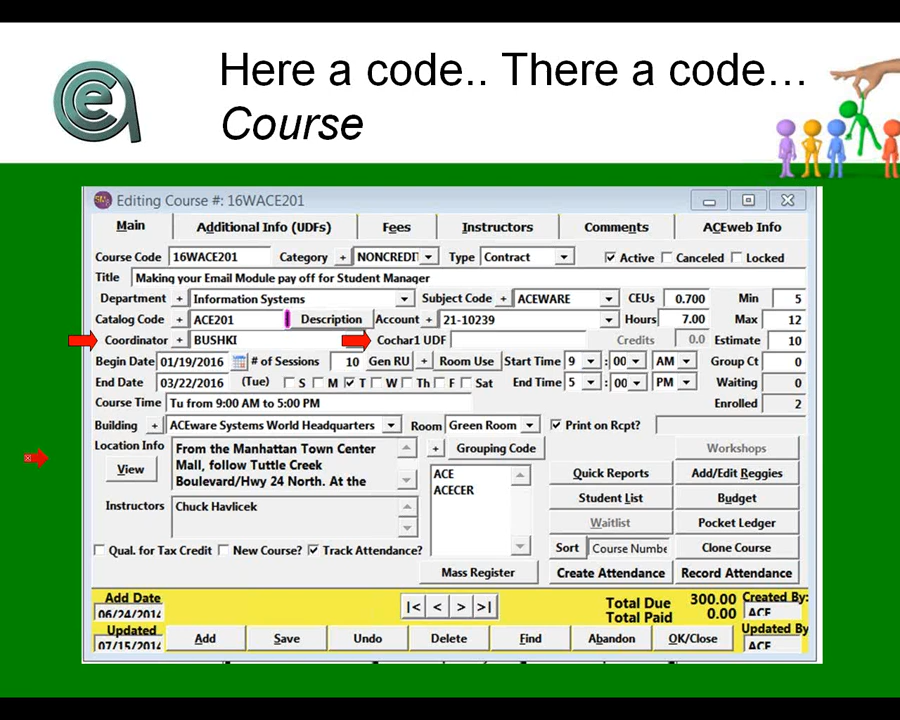 Here a code.. There a code...
Course
Editing Course #: 16WACE201
Main Additional Info (UDFs) Fees Instructors Comments ACEweb Info
Course Code 16WACE201 Category + NONCREDIT Type Contract Active Canceled Locked
Title Making your Email Module pay off for Student Manager
Department + Information Systems Subject Code + ACEWARE CEUs 0.700 Min 5
Catalog Code + ACE201 Description Account + 21-10239 Hours 7.00 Max 12
Coordinator + BUSHKI Cochar1 UDF Credits 0.0 Estimate 10
Begin Date 01/19/2016 # of Sessions 10 Gen RU + Room Use Start Time 9 : 00 AM Group Ct 0
End Date 03/22/2016 (Tue) S M T W Th F Sat End Time 5 : 00 PM Waiting 0
Course Time Tu from 9:00 AM to 5:00 PM Enrolled 2
Building + ACEware Systems World Headquarters Room Green Room Print on Rcpt?
Location Info From the Manhattan Town Center + Grouping Code Workshops
View Mall, follow Tuttle Creek ACE Quick Reports Add/Edit Reggies
Boulevard/Hwy 24 North. At the ACECER Student List Budget
Instructors Chuck Havlicek Waitlist Pocket Ledger
Qual. for Tax Credit New Course? Track Attendance? Sort Course Numbe Clone Course
Mass Register Create Attendance Record Attendance
Add Date |< < > >| Total Due 300.00 Created By:
06/24/2014 Total Paid 0.00 ACE
Updated Updated By
07/15/2014 Add Save Undo Delete Find Abandon OK/Close ACE